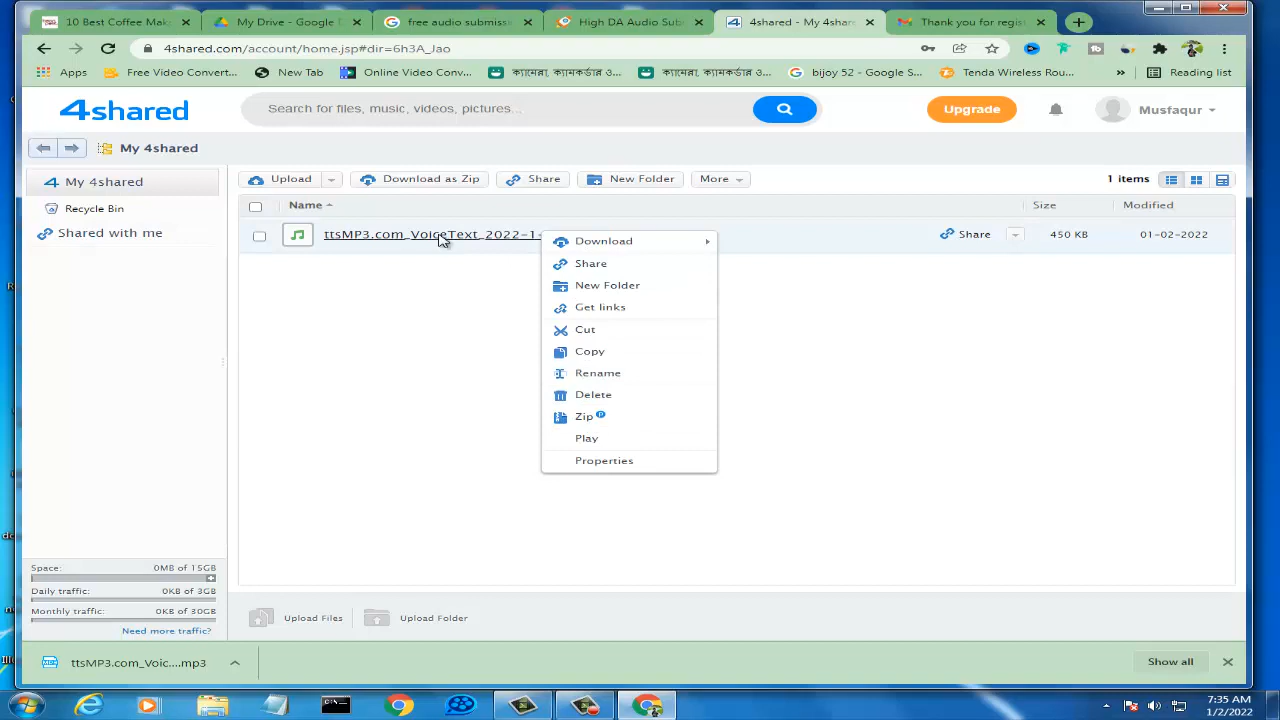 10 Best Coffee Mak
My Drive - Google
free audio submissi
High DA Audio Sub
4shared - My 4shar
Thank you for regis
4shared.com/account/home.jsp#dir=6h3A_Jao
Apps
Free Video Convert...
New Tab
Online Video Conv...
ক্যামেরা, ক্যানকর্ডার ও ...
ক্যামেরা, ক্যানকর্ডার ও ...
bijoy 52 - Google S...
Tenda Wireless Rou...
»
Reading list
4shared
Search for files, music, videos, pictures...
Upgrade
Musfaqur
My 4shared
4 My 4shared
Recycle Bin
Shared with me
Upload
Download as Zip
Share
New Folder
More
1 items
Name
Size
Modified
ttsMP3.com_VoiceText_2022-1-
Share
450 KB
01-02-2022
Download
Share
New Folder
Get links
Cut
Copy
Rename
Delete
Zip P
Play
Properties
Space: 0MB of 15GB
Daily traffic: 0KB of 3GB
Monthly traffic: 0KB of 30GB
Need more traffic?
Upload Files
Upload Folder
ttsMP3.com_Voic....mp3
Show all
7:35 AM
1/2/2022